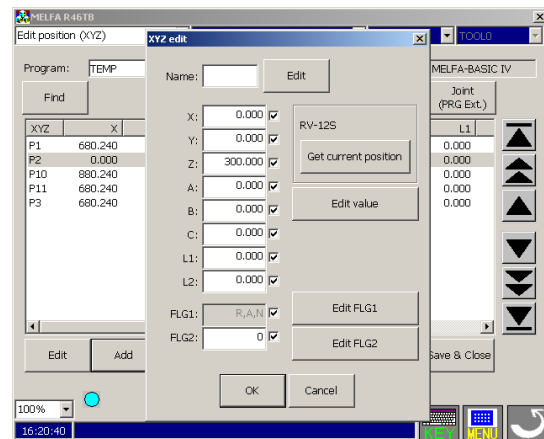 MELFA R46TB
Edit position (XYZ)
TOOL0
XYZ edit
Program: TEMP
MELFA-BASIC IV
Name:
Edit
Find
Joint
(PRG Ext.)
XYZ X L1
P1 680.240 0.000
P2 0.000 0.000
P10 880.240 0.000
P11 680.240 0.000
P3 680.240 0.000
X: 0.000
Y: 0.000
Z: 300.000
A: 0.000
B: 0.000
C: 0.000
L1: 0.000
L2: 0.000
FLG1: R,A,N
FLG2: 0
RV-12S
Get current position
Edit value
Edit FLG1
Edit FLG2
Edit
Add
Save & Close
OK
Cancel
100%
16:20:40
KEY
MENU